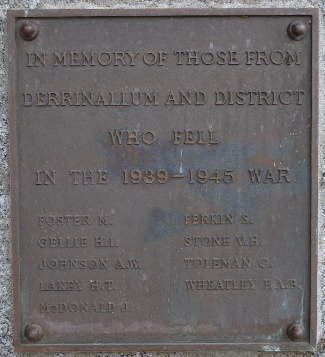 IN MEMORY OF THOSE FROM
DERRINALLUM AND DISTRICT
WHO FELL
IN THE 1939-1945 WAR
FOSTER M.
GELLIE H.L.
JOHNSON A.W.
LAKEY H.T.
McDONALD J.
PERKIN S.
STONE V.H.
TOLEMAN G.
WHEATLEY